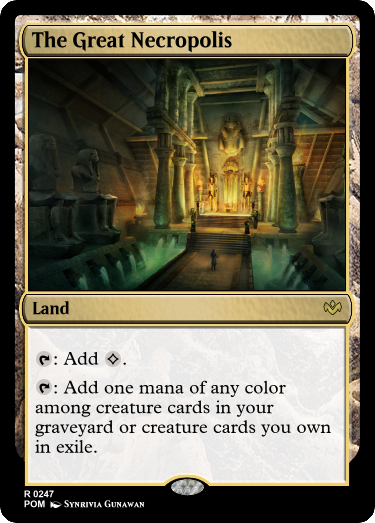 The Great Necropolis
Land
: Add .
: Add one mana of any color
among creature cards in your
graveyard or creature cards you own
in exile.
R 0247
POM Synrivia Gunawan